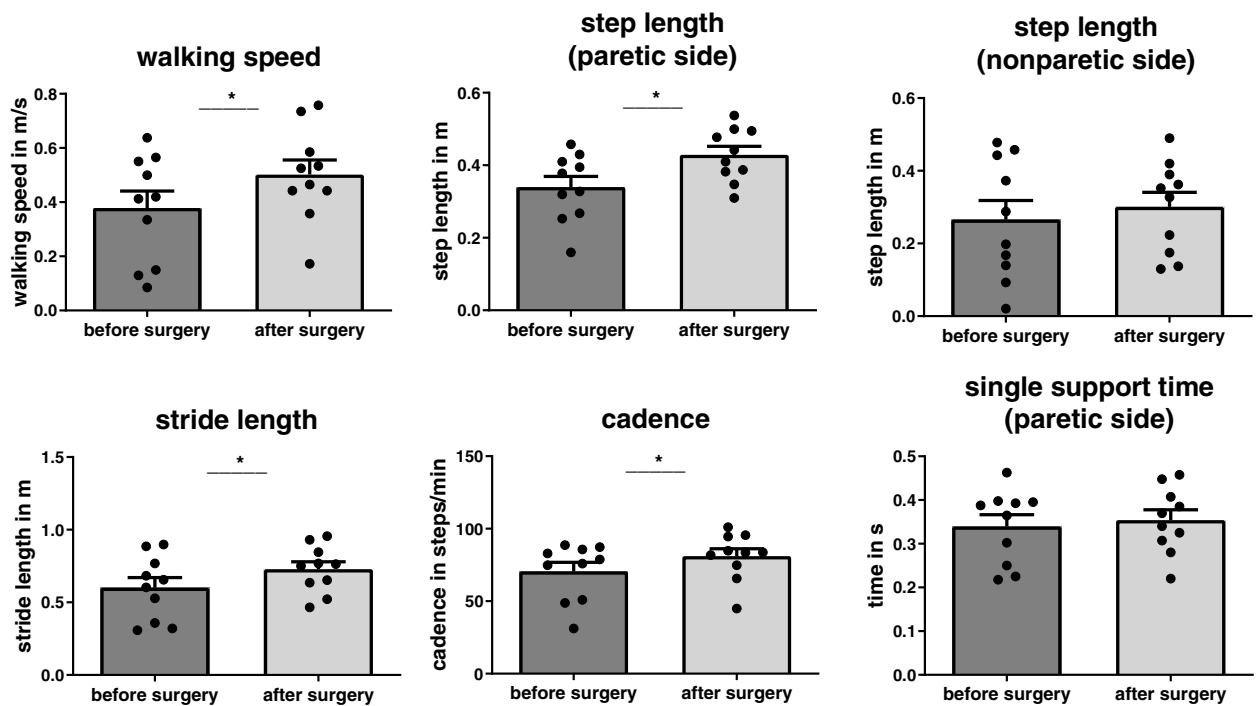 walking speed
*
walking speed in m/s
0.8
0.6
0.4
0.2
0.0
before surgery
after surgery
step length
(paretic side)
*
step length in m
0.6
0.4
0.2
0.0
before surgery
after surgery
step length
(nonparetic side)
step length in m
0.6
0.4
0.2
0.0
before surgery
after surgery
stride length
*
stride length in m
1.5
1.0
0.5
0.0
before surgery
after surgery
cadence
*
cadence in steps/min
150
100
50
0
before surgery
after surgery
single support time
(paretic side)
time in s
0.5
0.4
0.3
0.2
0.1
0.0
before surgery
after surgery